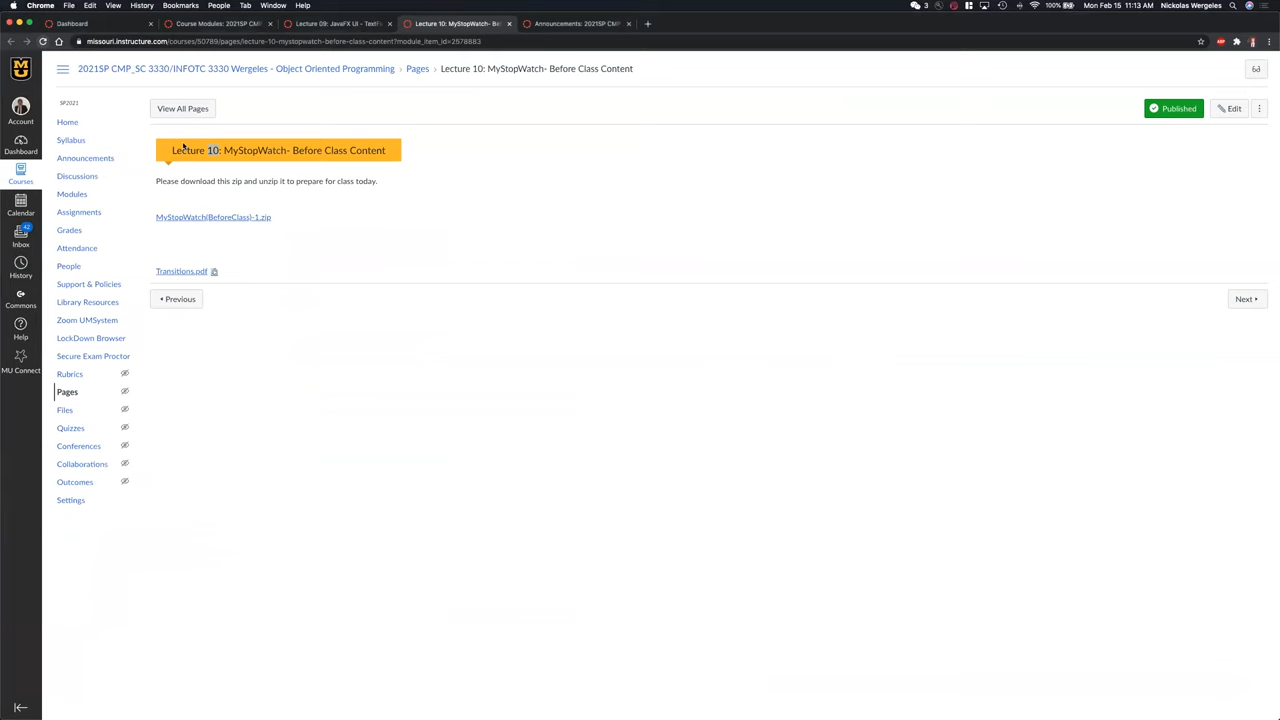 Chrome File Edit View History Bookmarks People Tab Window Help 3 100% Mon Feb 15 11:13 AM Nickolas Wergeles
Dashboard × Course Modules: 2021SP CMP_ × Lecture 09: JavaFX UI - TextFi × Lecture 10: MyStopWatch- Bef × Announcements: 2021SP CMP_ × +
missouri.instructure.com/courses/50789/pages/lecture-10-mystopwatch-before-class-content?module_item_id=2578883
2021SP CMP_SC 3330/INFOTC 3330 Wergeles - Object Oriented Programming › Pages › Lecture 10: MyStopWatch- Before Class Content
SP2021
View All Pages
Published
Edit
Lecture 10: MyStopWatch- Before Class Content
Please download this zip and unzip it to prepare for class today.
MyStopWatch(BeforeClass)-1.zip
Transitions.pdf
Previous
Next
Account
Dashboard
Courses
Calendar
42
Inbox
History
Commons
Help
MU Connect
Home
Syllabus
Announcements
Discussions
Modules
Assignments
Grades
Attendance
People
Support & Policies
Library Resources
Zoom UMSystem
LockDown Browser
Secure Exam Proctor
Rubrics
Pages
Files
Quizzes
Conferences
Collaborations
Outcomes
Settings